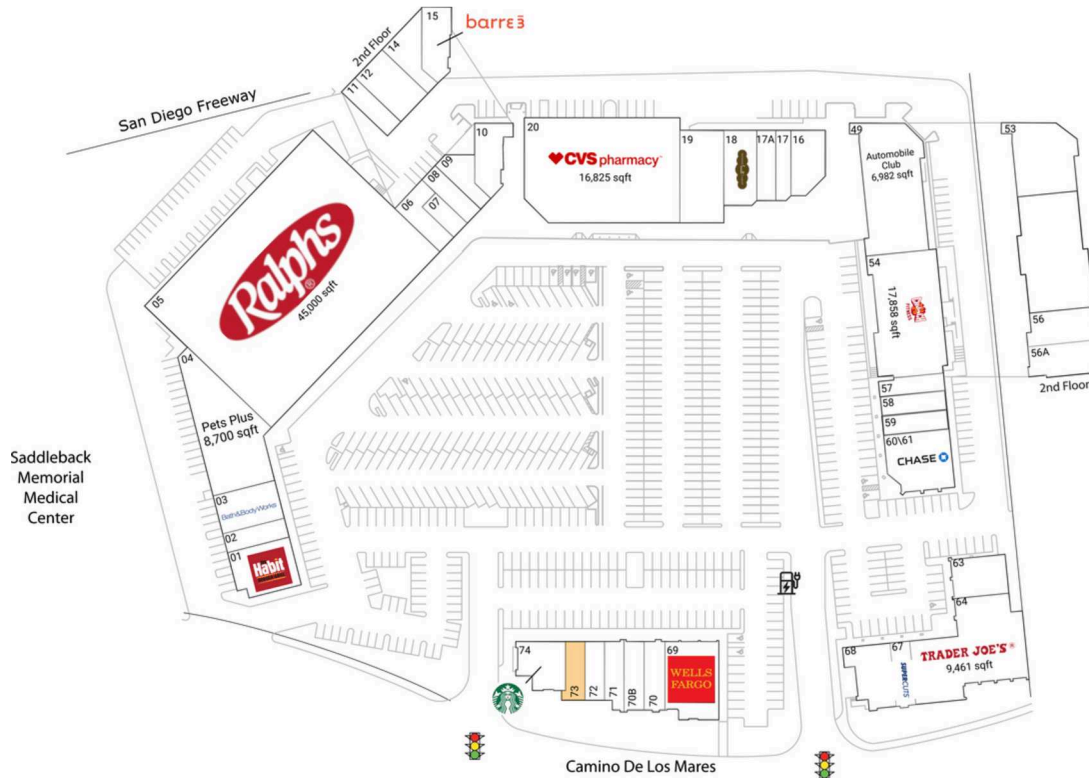 15
barre3
2nd Floor
14
12
11
San Diego Freeway
10
09
08
07
06
20
CVS pharmacy
16,825 sqft
19
18
17A
17
16
49
Automobile
Club
6,982 sqft
53
Ralphs
45,000 sqft
05
54
17,858 sqft
56
56A
2nd Floor
04
Pets Plus
8,700 sqft
57
58
59
60\61
CHASE
Saddleback
Memorial
Medical
Center
03
Bath&BodyWorks
02
01
Habit
63
64
74
73
72
71
70B
70
69
WELLS
FARGO
68
67
SUPERCUTS
TRADER JOE'S
9,461 sqft
Camino De Los Mares